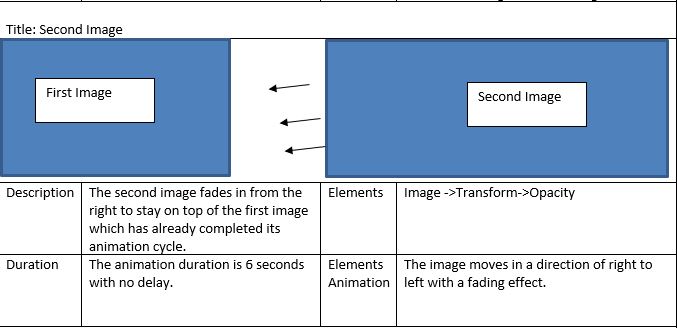 Title: Second Image
First Image
Second Image
Description
The second image fades in from the
right to stay on top of the first image
which has already completed its
animation cycle.
Elements
Image ->Transform->Opacity
Duration
The animation duration is 6 seconds
with no delay.
Elements
Animation
The image moves in a direction of right to
left with a fading effect.